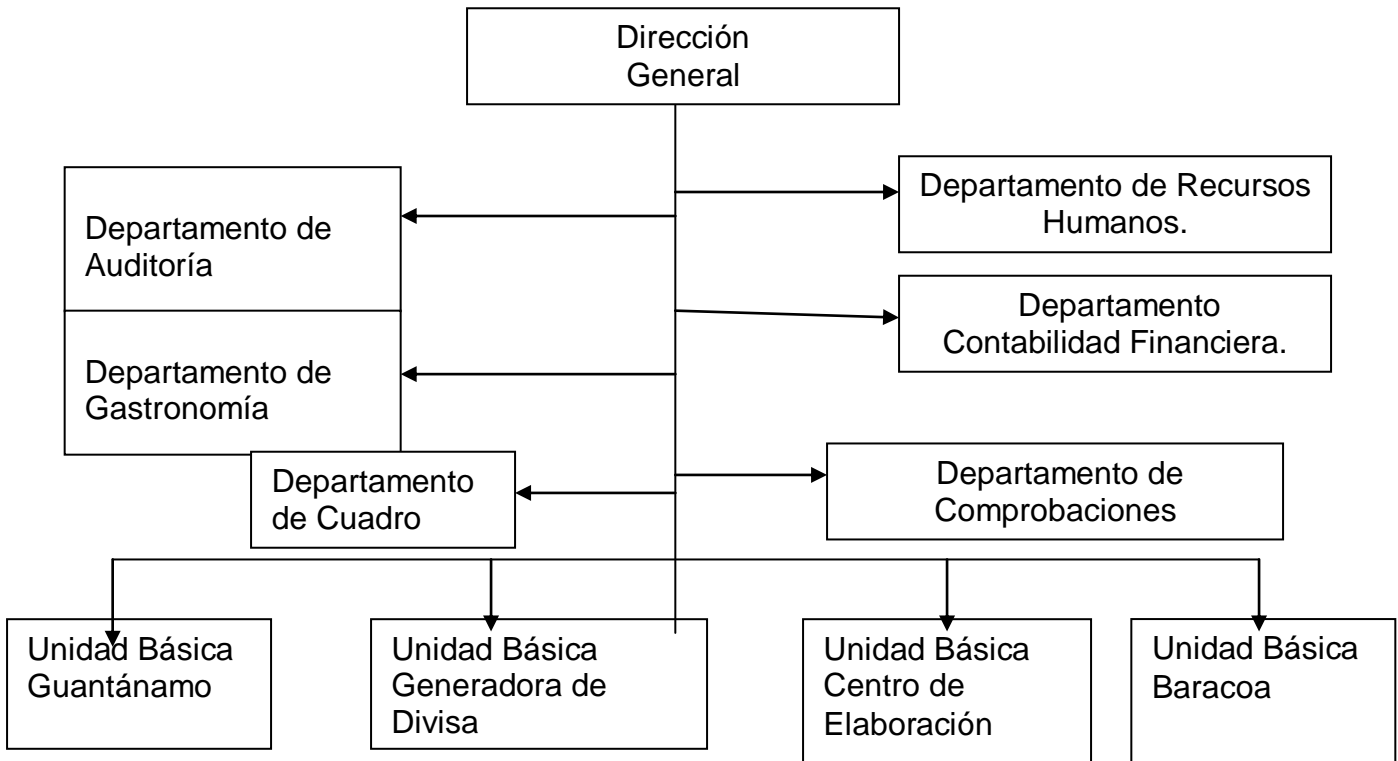 Dirección
General
Departamento de Recursos
Humanos.
Departamento de
Auditoría
Departamento
Contabilidad Financiera.
Departamento de
Gastronomía
Departamento de
Comprobaciones
Departamento
de Cuadro
Unidad Básica
Guantánamo
Unidad Básica
Generadora de
Divisa
Unidad Básica
Centro de
Elaboración
Unidad Básica
Baracoa